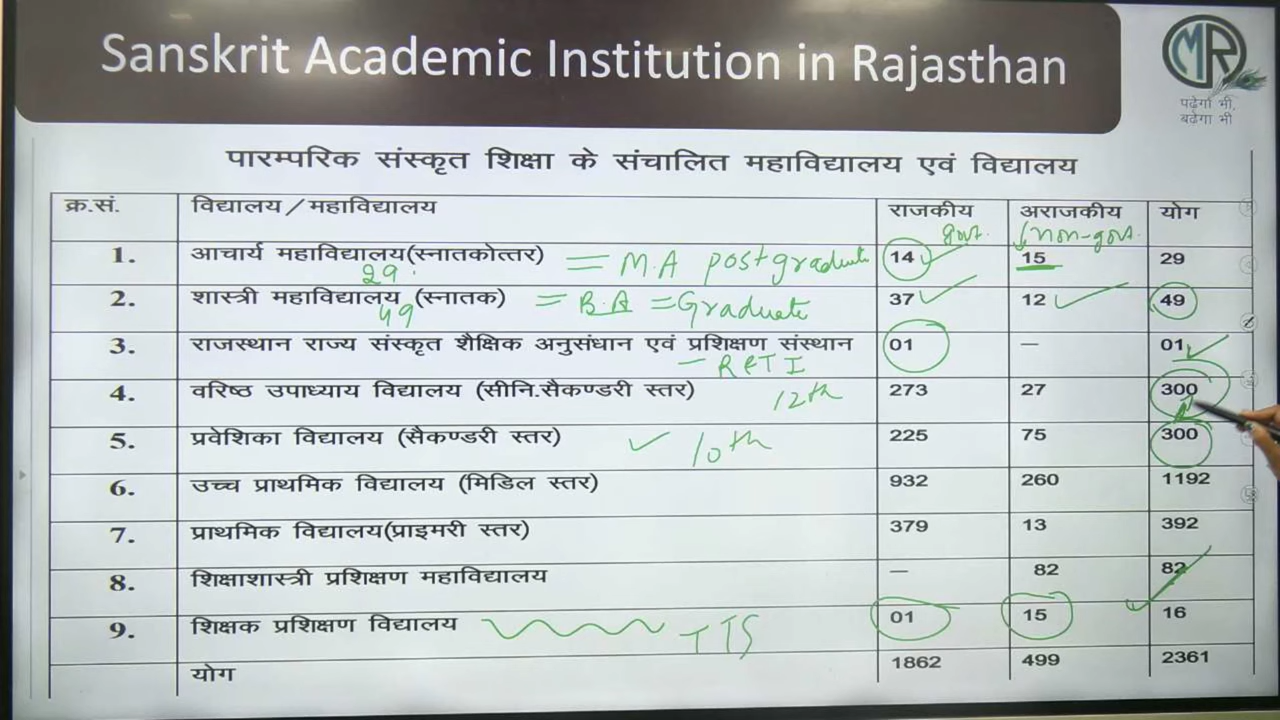 Sanskrit Academic Institution in Rajasthan
MR
पढ़ेगा भी,
बढ़ेगा भी
पारम्परिक संस्कृत शिक्षा के संचालित महाविद्यालय एवं विद्यालय
क्र.सं. विद्यालय/महाविद्यालय राजकीय अराजकीय योग
govt. non-govt.
1. आचार्य महाविद्यालय(स्नातकोत्तर) = M.A postgraduate 14 15 29
29
2. शास्त्री महाविद्यालय (स्नातक) = B.A = Graduate 37 12 49
49
3. राजस्थान राज्य संस्कृत शैक्षिक अनुसंधान एवं प्रशिक्षण संस्थान 01 – 01
4. वरिष्ठ उपाध्याय विद्यालय (सीनि.सैकण्डरी स्तर) 12th 273 27 300
5. प्रवेशिका विद्यालय (सैकण्डरी स्तर) 10th 225 75 300
6. उच्च प्राथमिक विद्यालय (मिडिल स्तर) 932 260 1192
7. प्राथमिक विद्यालय(प्राइमरी स्तर) 379 13 392
8. शिक्षाशास्त्री प्रशिक्षण महाविद्यालय – 82 82
9. शिक्षक प्रशिक्षण विद्यालय TTS 01 15 16
योग 1862 499 2361